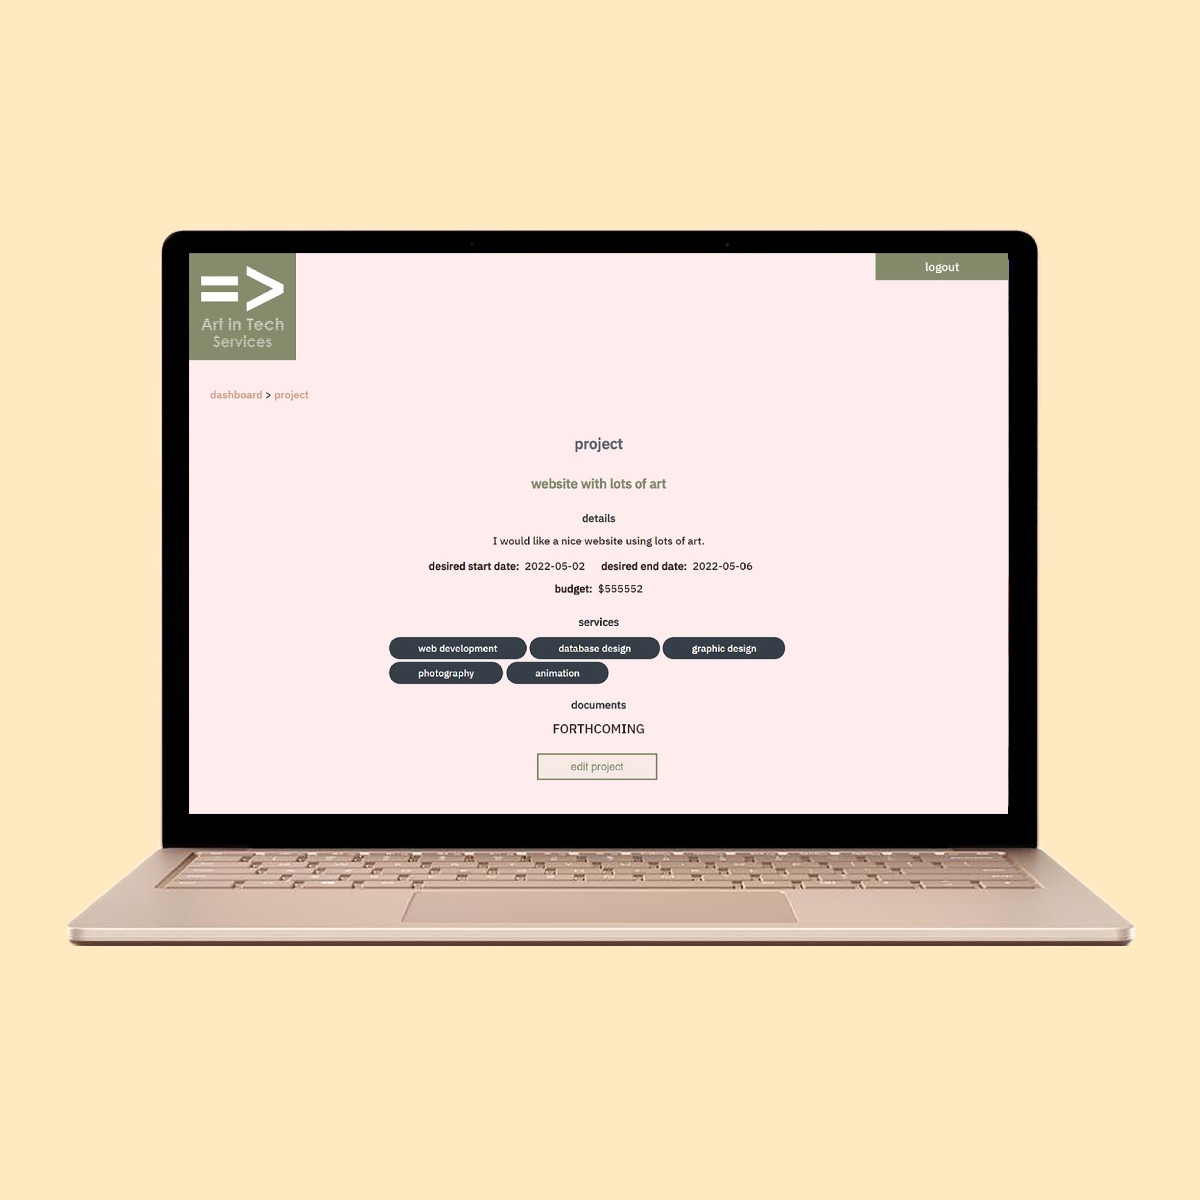 =>
Art in Tech
Services
logout
dashboard > project
project
website with lots of art
details
I would like a nice website using lots of art.
desired start date: 2022-05-02 desired end date: 2022-05-06
budget: $555552
services
web development database design graphic design
photography animation
documents
FORTHCOMING
edit project